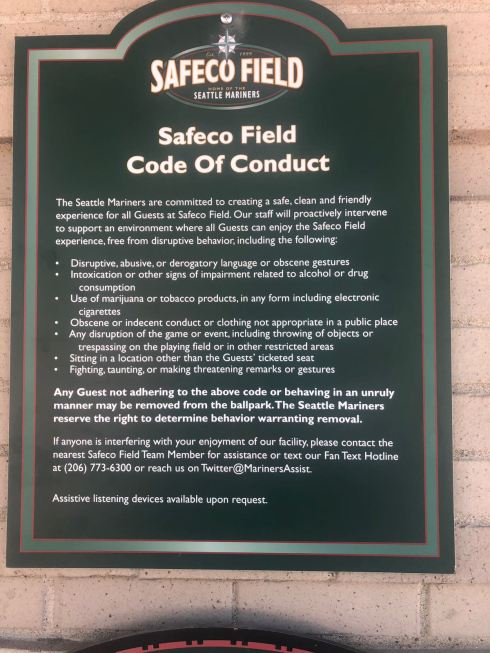 Est. 1999
SAFECO FIELD
HOME OF THE
SEATTLE MARINERS
Safeco Field
Code Of Conduct
The Seattle Mariners are committed to creating a safe, clean and friendly
experience for all Guests at Safeco Field. Our staff will proactively intervene
to support an environment where all Guests can enjoy the Safeco Field
experience, free from disruptive behavior, including the following:
• Disruptive, abusive, or derogatory language or obscene gestures
• Intoxication or other signs of impairment related to alcohol or drug
consumption
• Use of marijuana or tobacco products, in any form including electronic
cigarettes
• Obscene or indecent conduct or clothing not appropriate in a public place
• Any disruption of the game or event, including throwing of objects or
trespassing on the playing field or in other restricted areas
• Sitting in a location other than the Guests' ticketed seat
• Fighting, taunting, or making threatening remarks or gestures
Any Guest not adhering to the above code or behaving in an unruly
manner may be removed from the ballpark. The Seattle Mariners
reserve the right to determine behavior warranting removal.
If anyone is interfering with your enjoyment of our facility, please contact the
nearest Safeco Field Team Member for assistance or text our Fan Text Hotline
at (206) 773-6300 or reach us on Twitter@MarinersAssist.
Assistive listening devices available upon request.